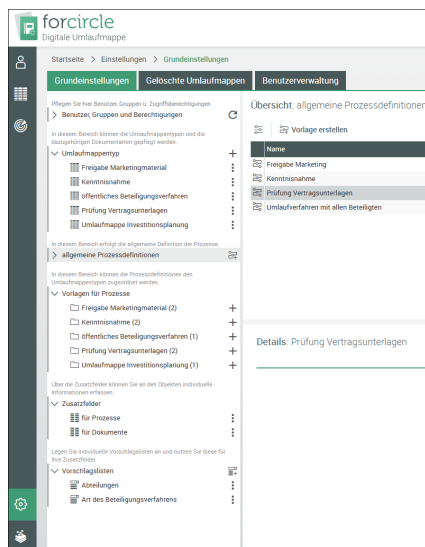 forcircle
Digitale Umlaufmappe
Startseite > Einstellungen > Grundeinstellungen
Grundeinstellungen
Gelöschte Umlaufmappen
Benutzerverwaltung
Pflegen Sie hier Benutzer, Gruppen u. Zugriffsberechtigungen
Benutzer, Gruppen und Berechtigungen
In diesem Bereich können die Umlaufmappentypen und die
dazugehörigen Dokumentarten gepflegt werden.
Umlaufmappentyp
Freigabe Marketingmaterial
Kenntnisnahme
öffentliches Beteiligungsverfahren
Prüfung Vertragsunterlagen
Umlaufmappe Investitionsplanung
In diesem Bereich erfolgt die allgemeine Definition der Prozesse.
allgemeine Prozessdefinitionen
In diesem Bereich können die Prozessdefinitionen den
Umlaufmappentypen zugeordnet werden.
Vorlagen für Prozesse
Freigabe Marketingmaterial (2)
Kenntnisnahme (2)
öffentliches Beteiligungsverfahren (1)
Prüfung Vertragsunterlagen (2)
Umlaufmappe Investitionsplanung (1)
Über die Zusatzfelder können Sie an den Objekten individuelle
Informationen erfassen.
Zusatzfelder
für Prozesse
für Dokumente
Legen Sie individuelle Vorschlagslisten an und nutzen Sie diese für
Ihre Zusatzfelder.
Vorschlagslisten
Abteilungen
Art des Beteiligungsverfahrens
Übersicht: allgemeine Prozessdefinitionen
Vorlage erstellen
Name
Freigabe Marketing
Kenntnisnahme
Prüfung Vertragsunterlagen
Umlaufverfahren mit allen Beteiligten
Details: Prüfung Vertragsunterlagen